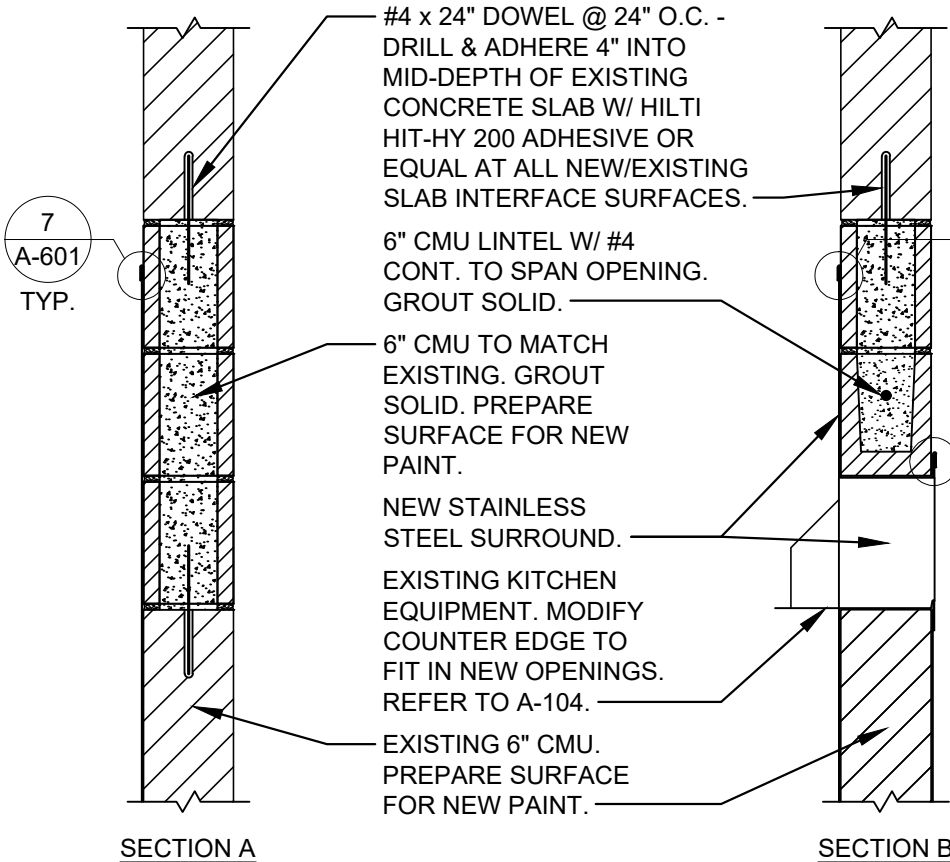 #4 x 24" DOWEL @ 24" O.C. -
DRILL & ADHERE 4" INTO
MID-DEPTH OF EXISTING
CONCRETE SLAB W/ HILTI
HIT-HY 200 ADHESIVE OR
EQUAL AT ALL NEW/EXISTING
SLAB INTERFACE SURFACES.
7
A-601
TYP.
6" CMU LINTEL W/ #4
CONT. TO SPAN OPENING.
GROUT SOLID.
6" CMU TO MATCH
EXISTING. GROUT
SOLID. PREPARE
SURFACE FOR NEW
PAINT.
NEW STAINLESS
STEEL SURROUND.
EXISTING KITCHEN
EQUIPMENT. MODIFY
COUNTER EDGE TO
FIT IN NEW OPENINGS.
REFER TO A-104.
EXISTING 6" CMU.
PREPARE SURFACE
FOR NEW PAINT.
SECTION A
SECTION B